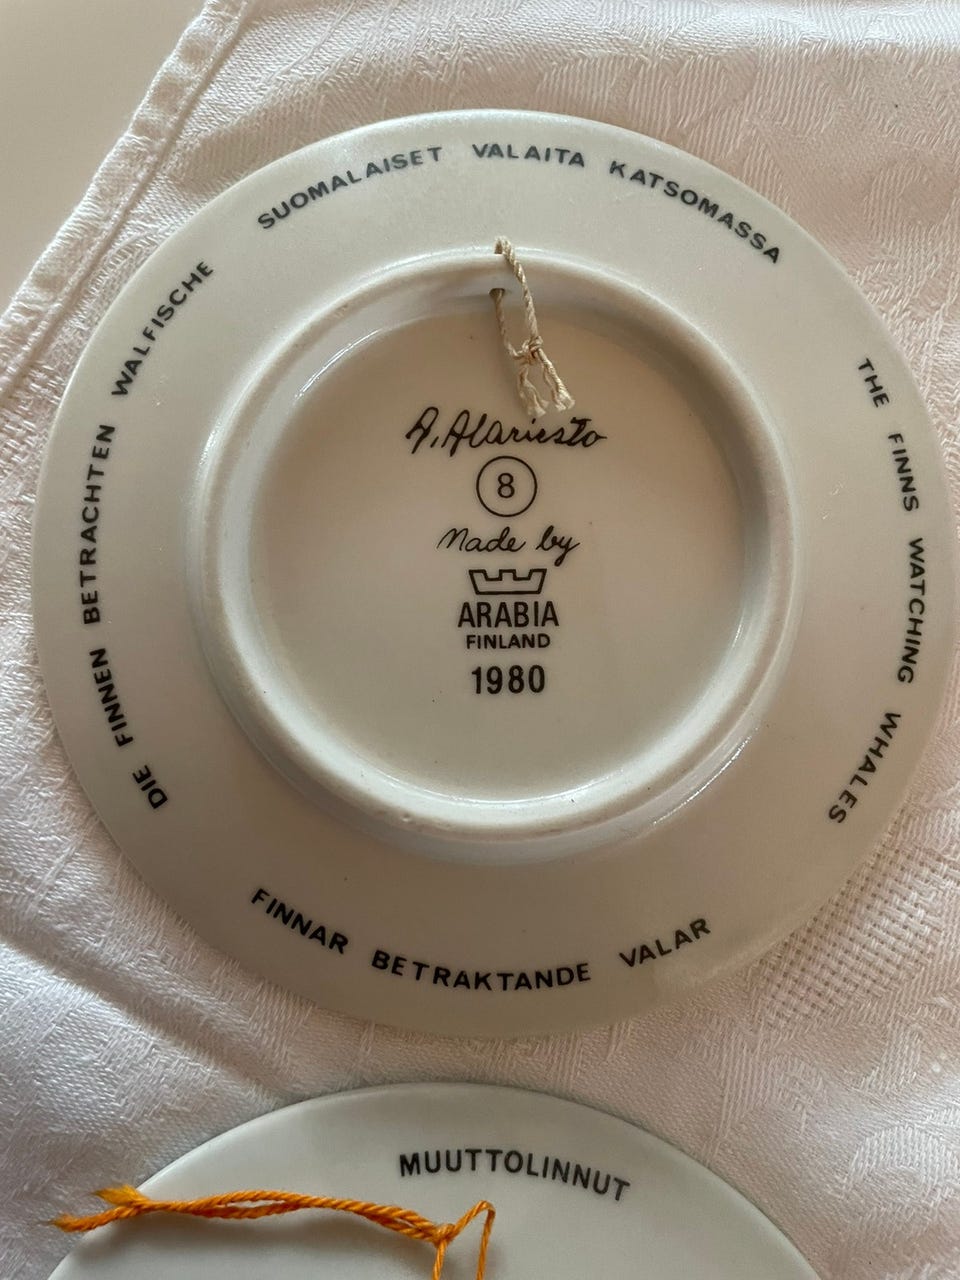 SUOMALAISET VALAITA KATSOMASSA
THE FINNS WATCHING WHALES
FINNAR BETRAKTANDE VALAR
DIE FINNEN BETRACHTEN WALFISCHE
A. Alariesto
8
Made by
ARABIA
FINLAND
1980
MUUTTOLINNUT